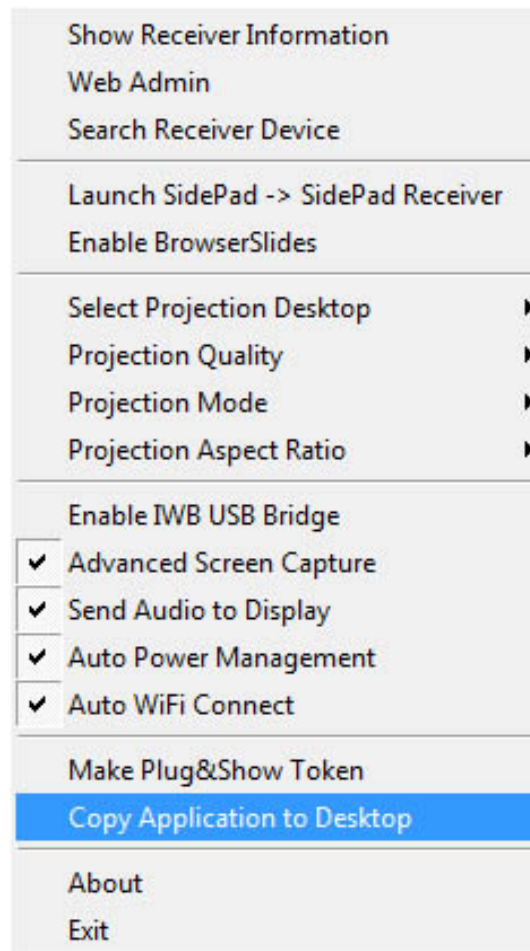 Show Receiver Information
Web Admin
Search Receiver Device
Launch SidePad -> SidePad Receiver
Enable BrowserSlides
Select Projection Desktop
Projection Quality
Projection Mode
Projection Aspect Ratio
Enable IWB USB Bridge
Advanced Screen Capture
Send Audio to Display
Auto Power Management
Auto WiFi Connect
Make Plug&Show Token
Copy Application to Desktop
About
Exit